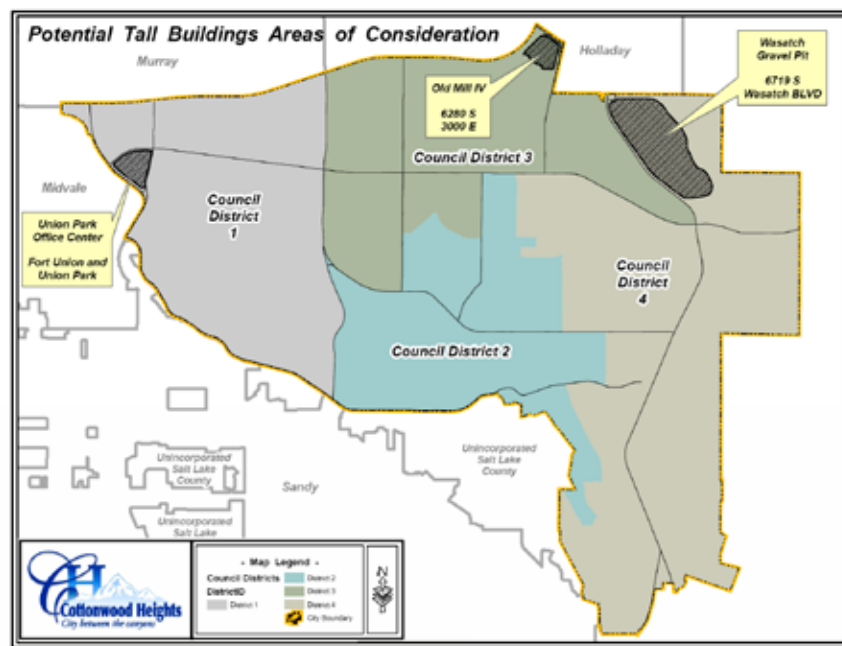 Potential Tall Buildings Areas of Consideration
Murray
Holladay
Wasatch
Gravel Pit
6719 S
Wasatch BLVD
Old Mill IV
6280 S
3000 E
Council District 3
Midvale
Council
District
1
Union Park
Office Center
Fort Union and
Union Park
Council
District
4
Council District 2
Unincorporated
Salt Lake
County
Unincorporated
Salt Lake
County
Sandy
Unincorporated
Salt Lake
CH
Cottonwood Heights
City between the canyons
- Map Legend -
Council Districts
DistrictID
District 1
District 2
District 3
District 4
City Boundary
N